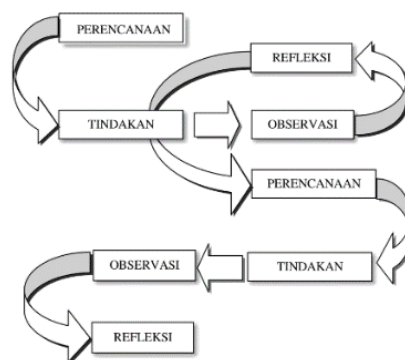 PERENCANAAN
REFLEKSI
TINDAKAN
OBSERVASI
PERENCANAAN
OBSERVASI
TINDAKAN
REFLEKSI